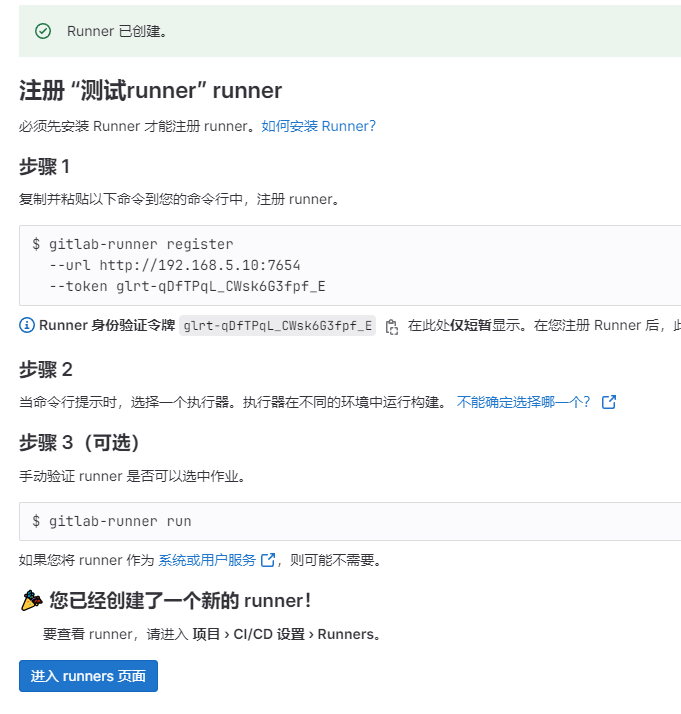 Runner 已创建。
注册 “测试runner” runner
必须先安装 Runner 才能注册 runner。如何安装 Runner?
步骤 1
复制并粘贴以下命令到您的命令行中，注册 runner。
$ gitlab-runner register
--url http://192.168.5.10:7654
--token glrt-qDfTPqL_CWsk6G3fpf_E
Runner 身份验证令牌 glrt-qDfTPqL_CWsk6G3fpf_E 在此处仅短暂显示。在您注册 Runner 后，
步骤 2
当命令行提示时，选择一个执行器。执行器在不同的环境中运行构建。 不能确定选择哪一个？
步骤 3（可选）
手动验证 runner 是否可以选中作业。
$ gitlab-runner run
如果您将 runner 作为 系统或用户服务，则可能不需要。
您已经创建了一个新的 runner！
要查看 runner，请进入 项目 › CI/CD 设置 › Runners。
进入 runners 页面